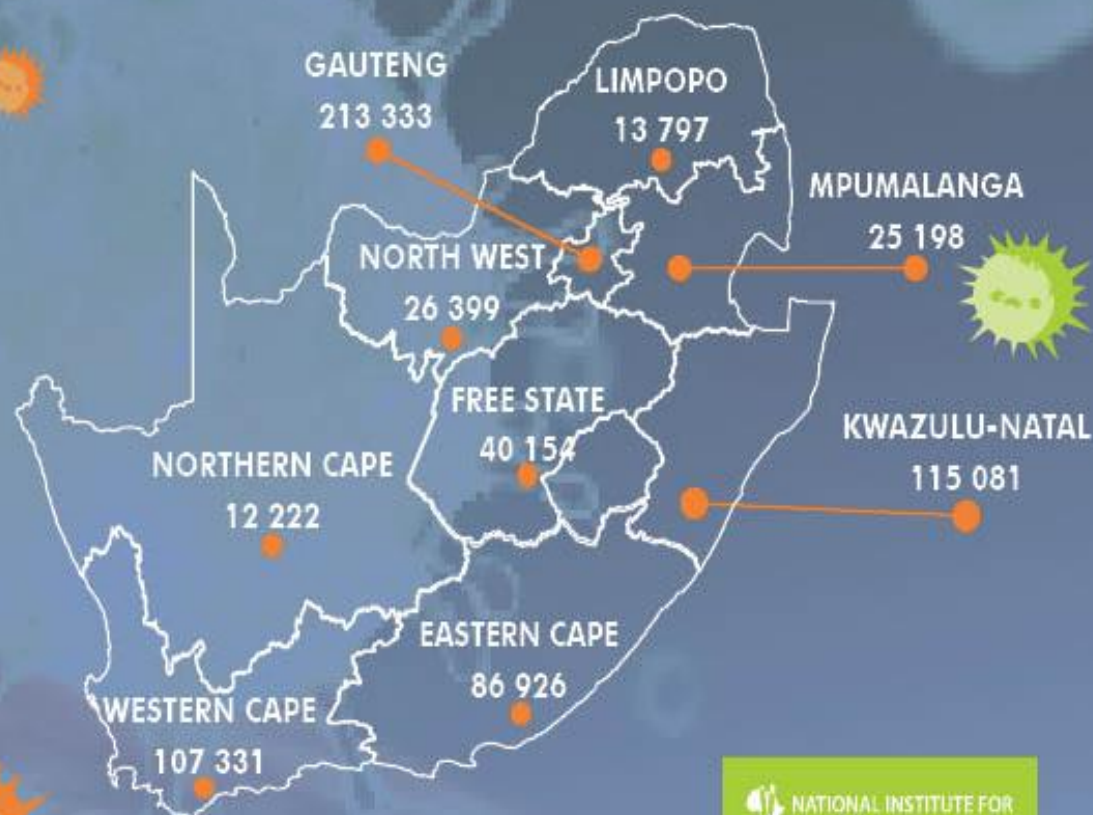 GAUTENG
213 333
LIMPOPO
13 797
MPUMALANGA
25 198
NORTH WEST
26 399
FREE STATE
40 154
KWAZULU-NATAL
115 081
NORTHERN CAPE
12 222
EASTERN CAPE
86 926
WESTERN CAPE
107 331
NATIONAL INSTITUTE FOR